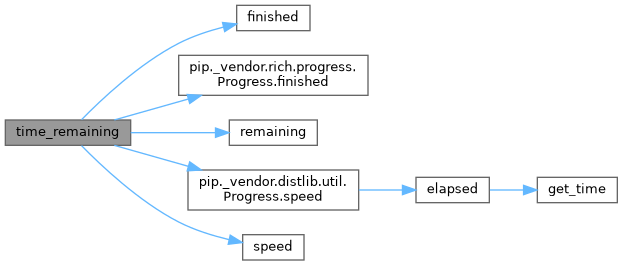 finished
pip._vendor.rich.progress.
Progress.finished
time_remaining
remaining
pip._vendor.distlib.util.
Progress.speed
elapsed
get_time
speed